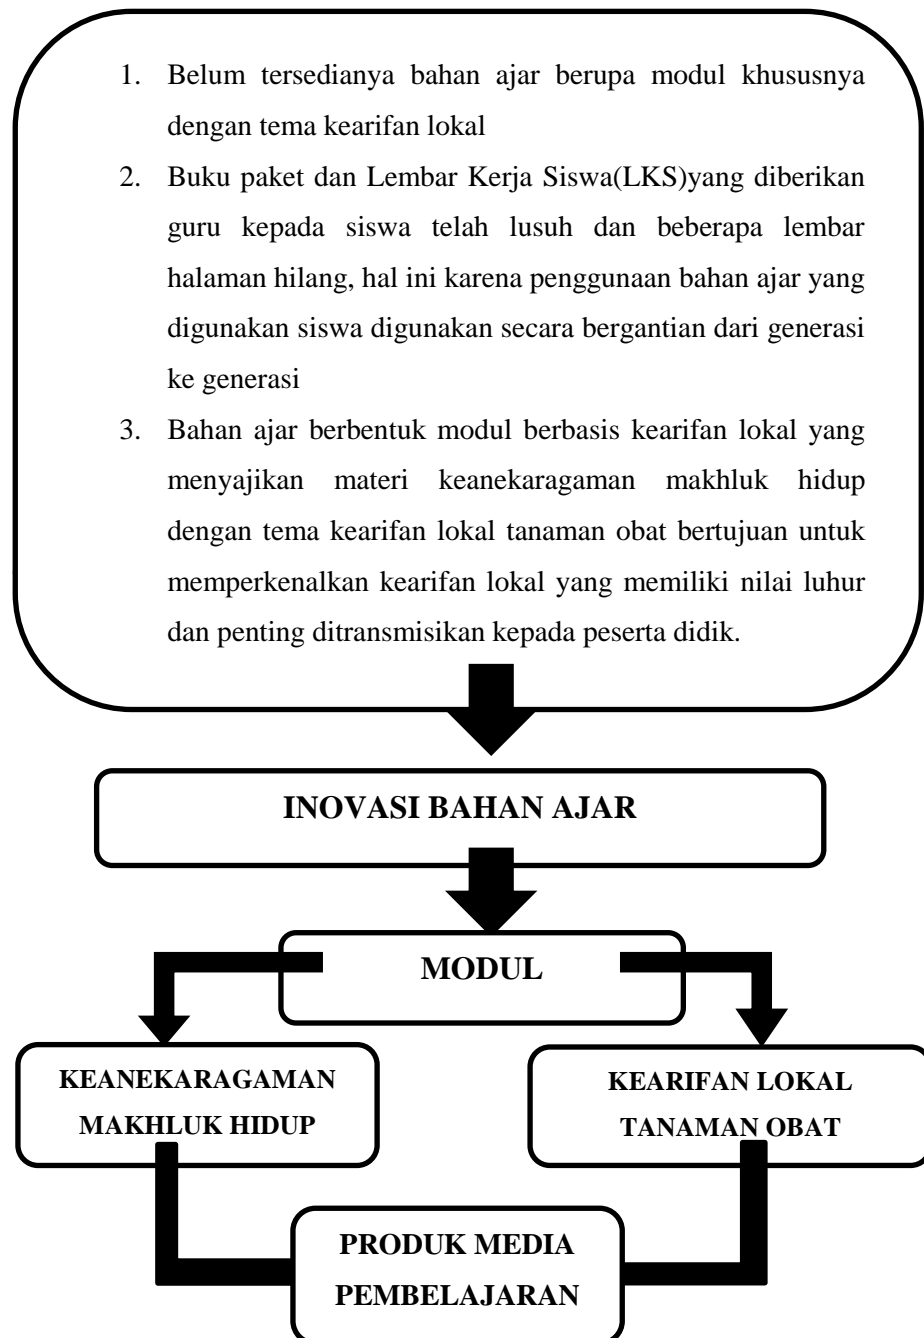 1. Belum tersedianya bahan ajar berupa modul khususnya
dengan tema kearifan lokal
2. Buku paket dan Lembar Kerja Siswa(LKS)yang diberikan
guru kepada siswa telah lusuh dan beberapa lembar
halaman hilang, hal ini karena penggunaan bahan ajar yang
digunakan siswa digunakan secara bergantian dari generasi
ke generasi
3. Bahan ajar berbentuk modul berbasis kearifan lokal yang
menyajikan materi keanekaragaman makhluk hidup
dengan tema kearifan lokal tanaman obat bertujuan untuk
memperkenalkan kearifan lokal yang memiliki nilai luhur
dan penting ditransmisikan kepada peserta didik.
INOVASI BAHAN AJAR
MODUL
KEANEKARAGAMAN
MAKHLUK HIDUP
KEARIFAN LOKAL
TANAMAN OBAT
PRODUK MEDIA
PEMBELAJARAN